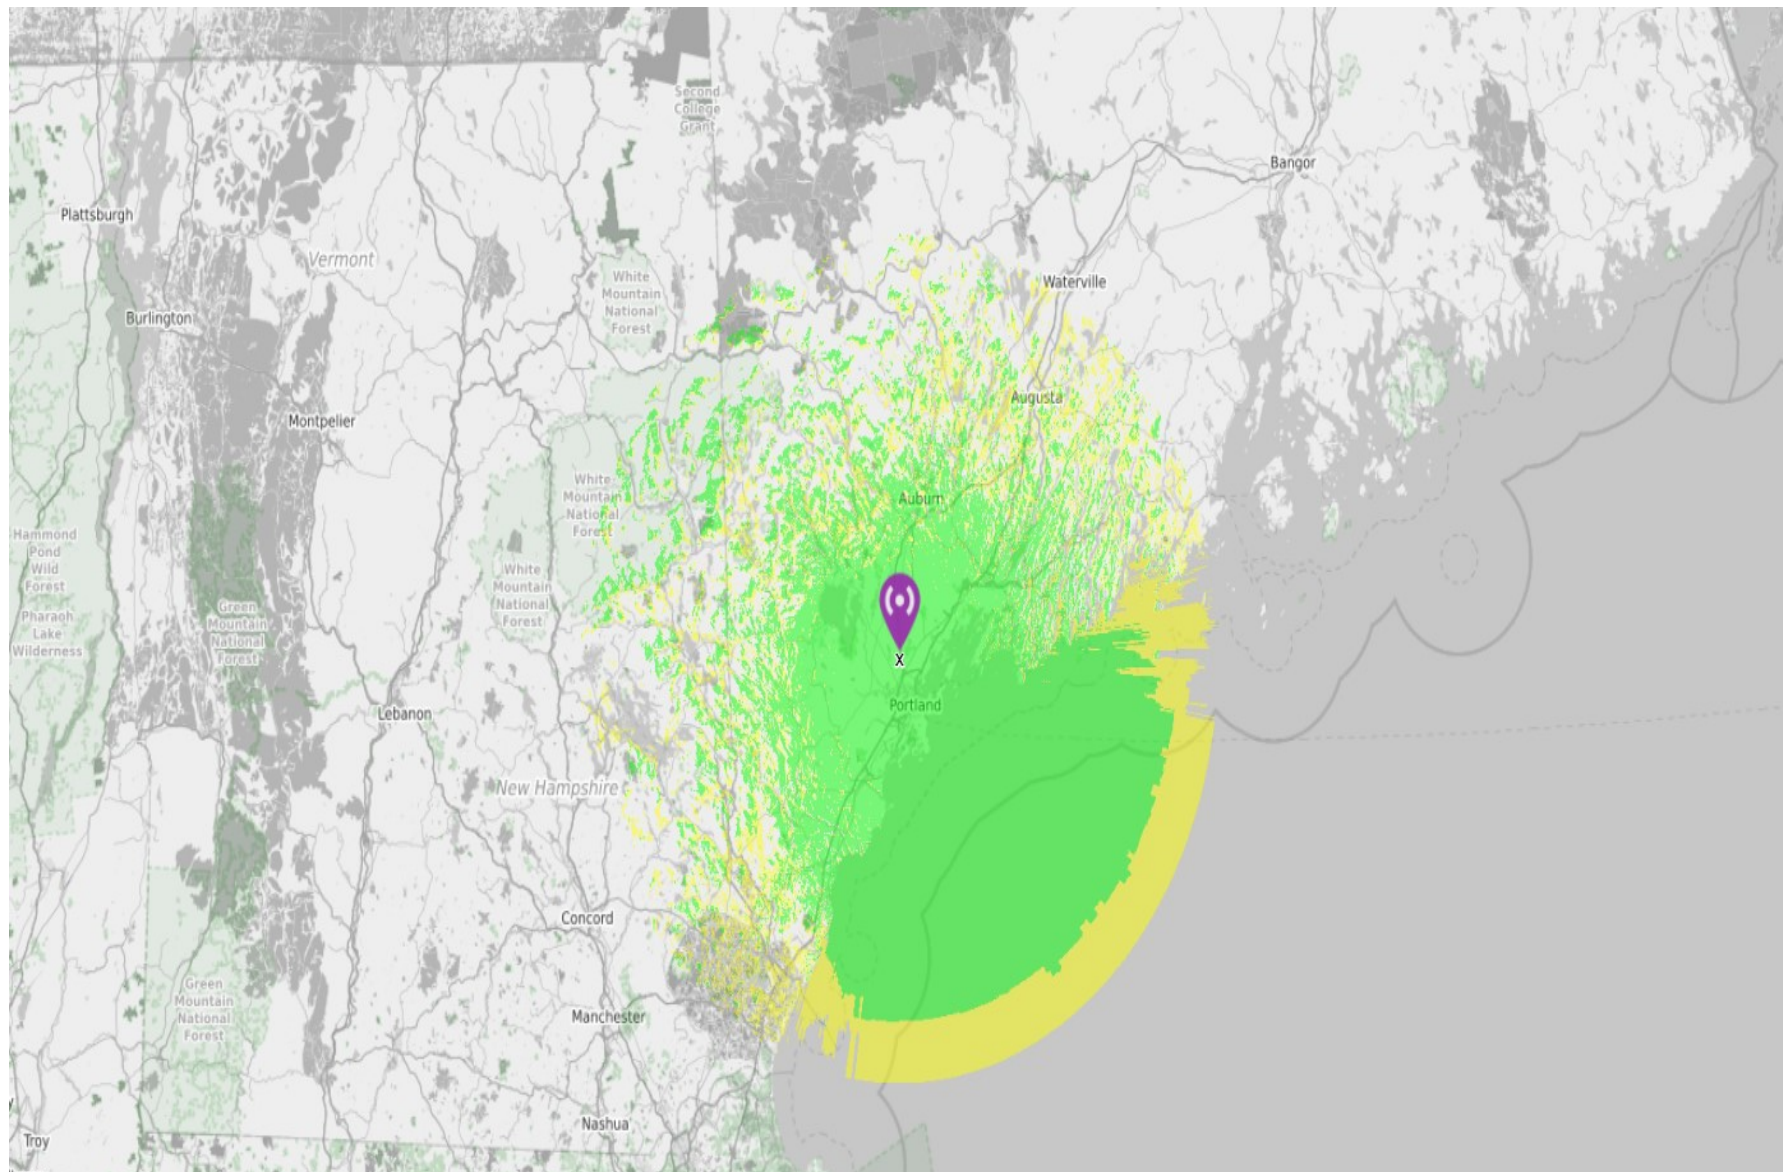 Second
College
Grant
Bangor
Plattsburgh
Vermont
White
Mountain
National
Forest
Waterville
Burlington
Augusta
Montpelier
White
Mountain
National
Forest
Auburn
Hammond
Pond
Wild
Forest
Pharaoh
Lake
Wilderness
White
Mountain
National
Forest
Green
Mountain
National
Forest
X
Portland
Lebanon
New Hampshire
Concord
Green
Mountain
National
Forest
Manchester
Nashua
Troy